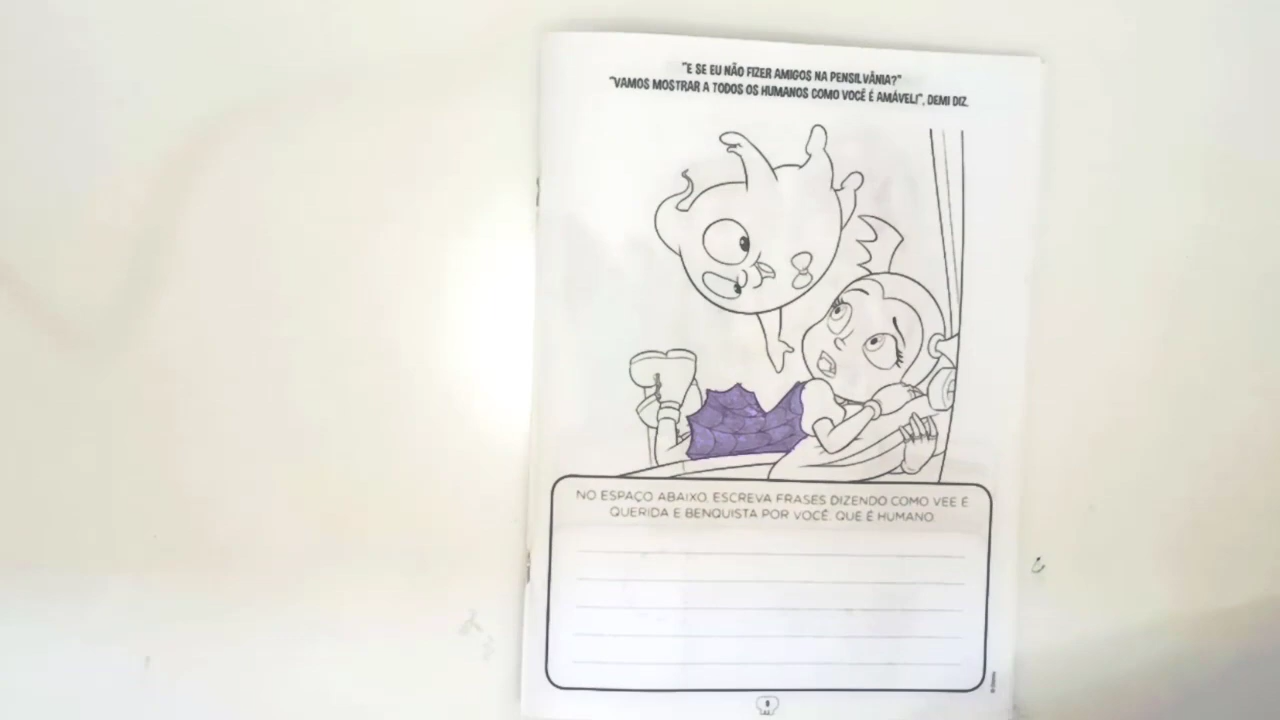 "E SE EU NÃO FIZER AMIGOS NA PENSILVÂNIA?"
"VAMOS MOSTRAR A TODOS OS HUMANOS COMO VOCÊ É AMÁVEL!", DEMI DIZ.
NO ESPAÇO ABAIXO, ESCREVA FRASES DIZENDO COMO VEE É
QUERIDA E BENQUISTA POR VOCÊ, QUE É HUMANO.
© Disney